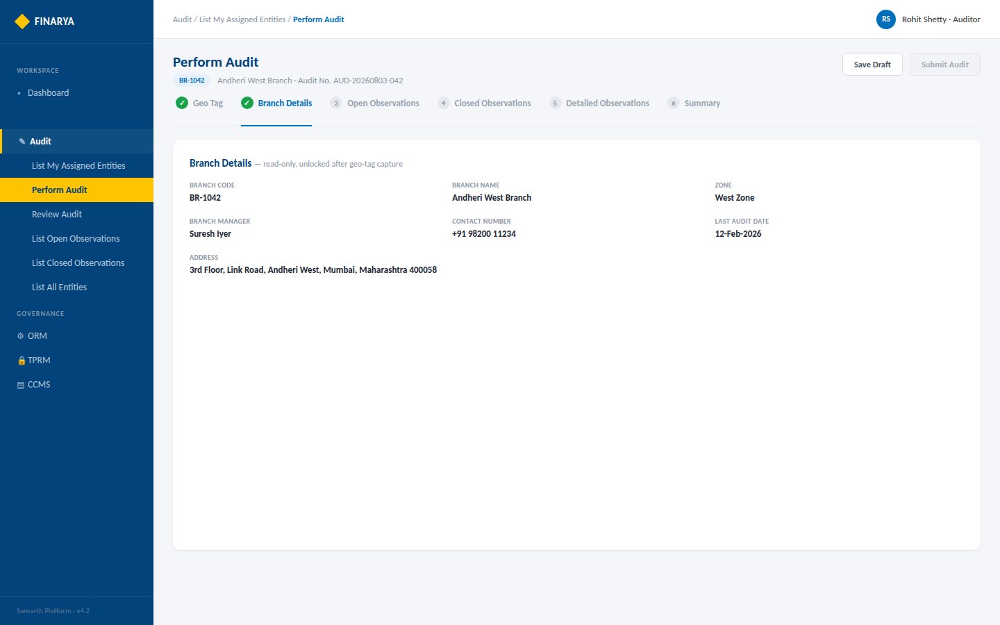 FINARYA
Audit / List My Assigned Entities / Perform Audit
RS
Rohit Shetty · Auditor
WORKSPACE
Dashboard
Audit
List My Assigned Entities
Perform Audit
Review Audit
List Open Observations
List Closed Observations
List All Entities
GOVERNANCE
ORM
TPRM
CCMS
Samarth Platform - v4.2
Perform Audit
Save Draft
Submit Audit
BR-1042
Andheri West Branch · Audit No. AUD-20260803-042
✓ Geo Tag
✓ Branch Details
3 Open Observations
4 Closed Observations
5 Detailed Observations
6 Summary
Branch Details — read-only, unlocked after geo-tag capture
BRANCH CODE
BR-1042
BRANCH NAME
Andheri West Branch
ZONE
West Zone
BRANCH MANAGER
Suresh Iyer
CONTACT NUMBER
+91 98200 11234
LAST AUDIT DATE
12-Feb-2026
ADDRESS
3rd Floor, Link Road, Andheri West, Mumbai, Maharashtra 400058